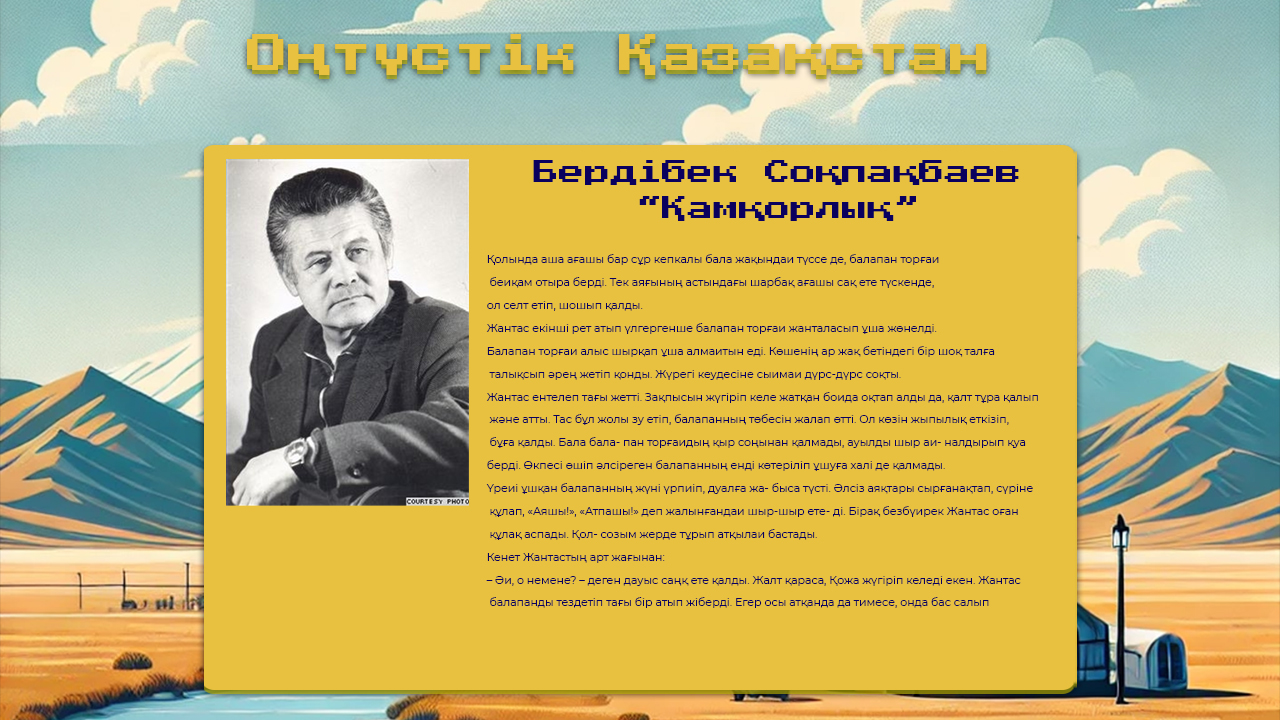 Оңтүстік Қазақстан
Бердібек Соқпақбаев
“Қамқорлық”
Қолында аша ағашы бар сұр кепкалы бала жақындаи түссе де, балапан торғаи
беиқам отыра берді. Тек аяғының астындағы шарбақ ағашы сақ ете түскенде,
ол селт етіп, шошып қалды.
Жантас екінші рет атып үлгергенше балапан торғаи жанталасып ұша жөнелді.
Балапан торғаи алыс шырқап ұша алмаитын еді. Көшенің ар жақ бетіндегі бір шоқ талға
талықсып әрең жетіп қонды. Жүрегі кеудесіне сыимаи дүрс-дүрс соқты.
Жантас ентелеп тағы жетті. Зақпысын жүгіріп келе жатқан боида оқтап алды да, қалт тұра қалып
және атты. Тас бұл жолы зу етіп, балапанның төбесін жалап өтті. Ол көзін жыпылық еткізіп,
бұға қалды. Бала бала- пан торғаидың қыр соңынан қалмады, ауылды шыр аи- налдырып қуа
берді. Өкпесі өшіп әлсіреген балапанның енді көтеріліп ұшуға халі де қалмады.
Үреиі ұшқан балапанның жүні үрпиіп, дуалға жа- быса түсті. Әлсіз аяқтары сырғанақтап, сүріне
құлап, «Аяшы!», «Атпашы!» деп жалынғандаи шыр-шыр ете- ді. Бірақ безбүирек Жантас оған
құлақ аспады. Қол- созым жерде тұрып атқылаи бастады.
Кенет Жантастың арт жағынан:
– Әи, о немене? – деген дауыс саңқ ете қалды. Жалт қараса, Қожа жүгіріп келеді екен. Жантас
балапанды тездетіп тағы бір атып жіберді. Егер осы атқанда да тимесе, онда бас салып
COURTESY PHOTO